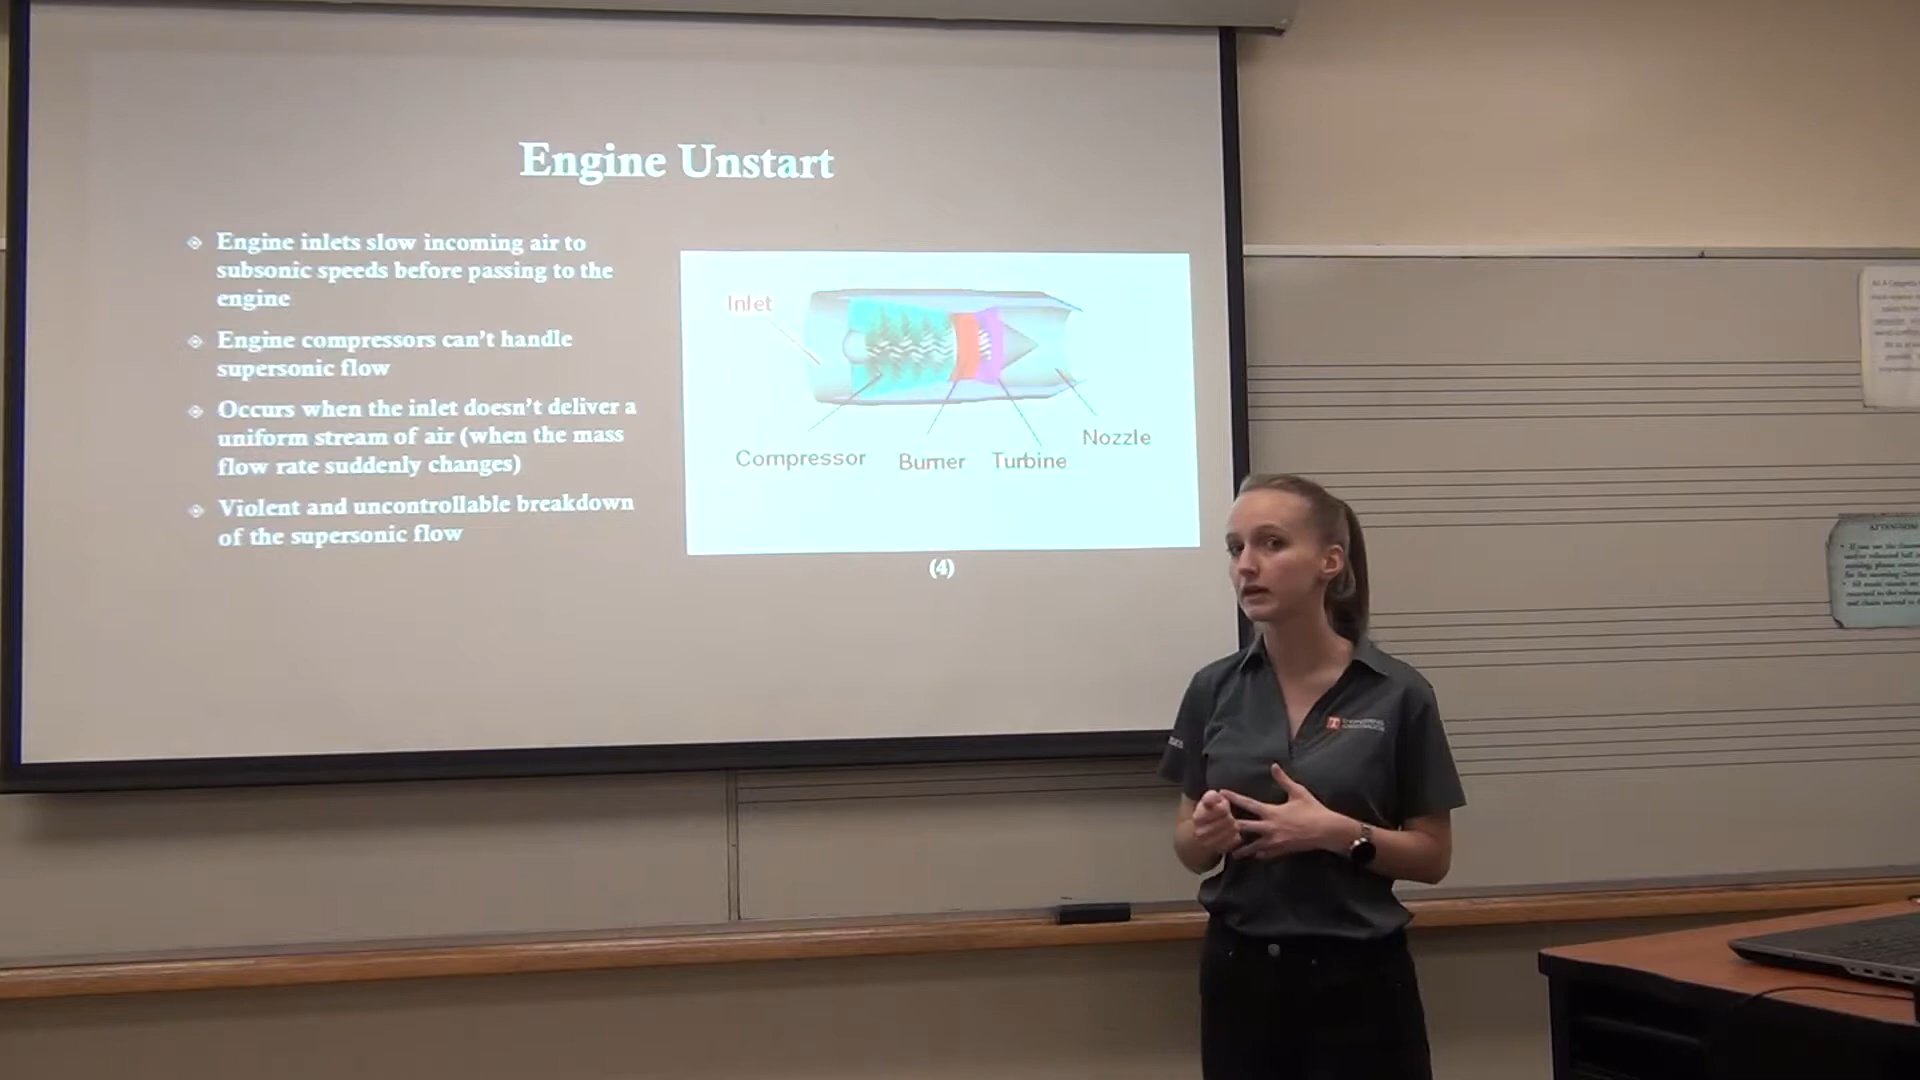 Engine Unstart
Engine inlets slow incoming air to
subsonic speeds before passing to the
engine
Engine compressors can't handle
supersonic flow
Occurs when the inlet doesn't deliver a
uniform stream of air (when the mass
flow rate suddenly changes)
Violent and uncontrollable breakdown
of the supersonic flow
Inlet
Compressor
Burner
Turbine
Nozzle
(4)
T
ATTENTION